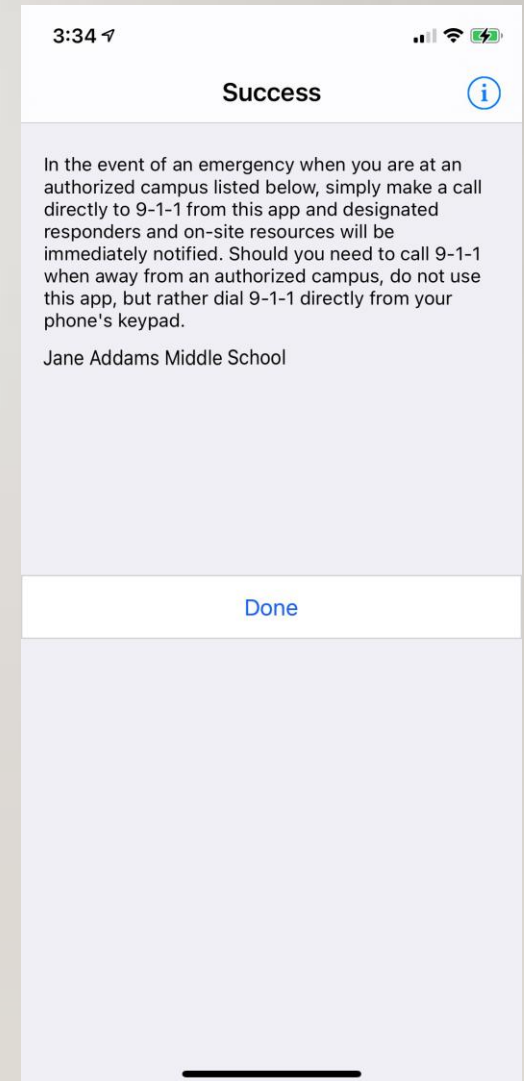 3:34
Success
In the event of an emergency when you are at an
authorized campus listed below, simply make a call
directly to 9-1-1 from this app and designated
responders and on-site resources will be
immediately notified. Should you need to call 9-1-1
when away from an authorized campus, do not use
this app, but rather dial 9-1-1 directly from your
phone's keypad.
Jane Addams Middle School
Done